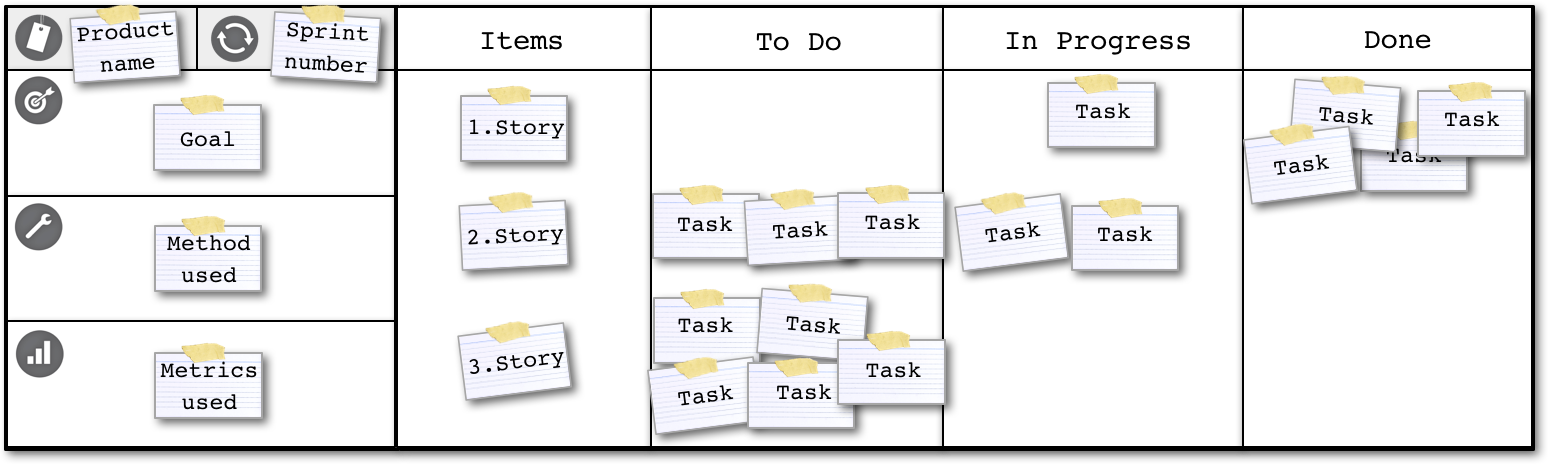 Product
name
Sprint
number
Items
To Do
In Progress
Done
Goal
1.Story
Task
Task
Task
Task
Task
Method
used
2.Story
Task
Task
Task
Task
Task
Metrics
used
3.Story
Task
Task
Task
Task
Task